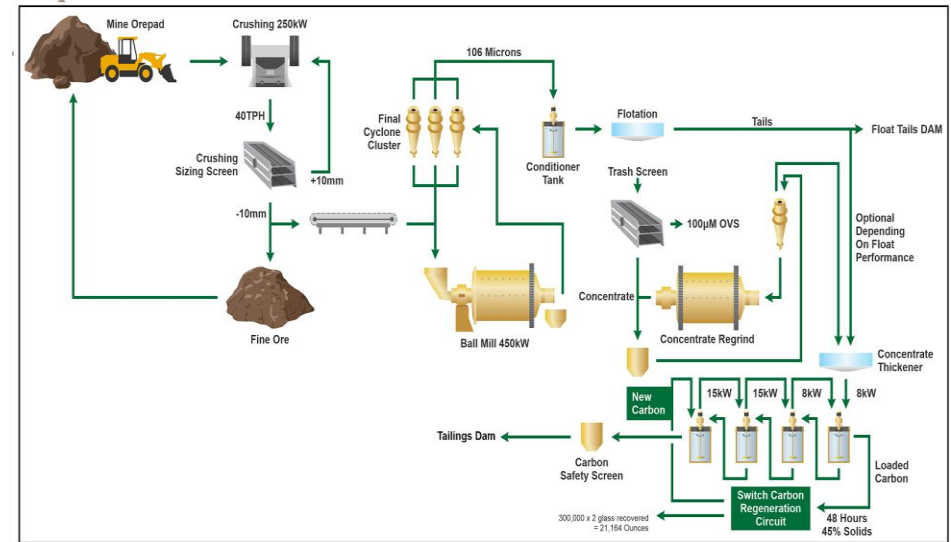 Mine Orepad
Crushing 250kW
106 Microns
40TPH
Final
Cyclone
Cluster
Flotation
Tails
Float Tails DAM
Crushing
Sizing Screen
+10mm
Conditioner
Tank
Trash Screen
-10mm
100µM OVS
Optional
Depending
On Float
Performance
Concentrate
Fine Ore
Ball Mill 450kW
Concentrate Regrind
Concentrate
Thickener
New
Carbon
15kW
15kW
8kW
8kW
Tailings Dam
Carbon
Safety Screen
Loaded
Carbon
Switch Carbon
Regeneration
Circuit
48 Hours
45% Solids
300,000 x 2 glass recovered
= 21,164 Ounces